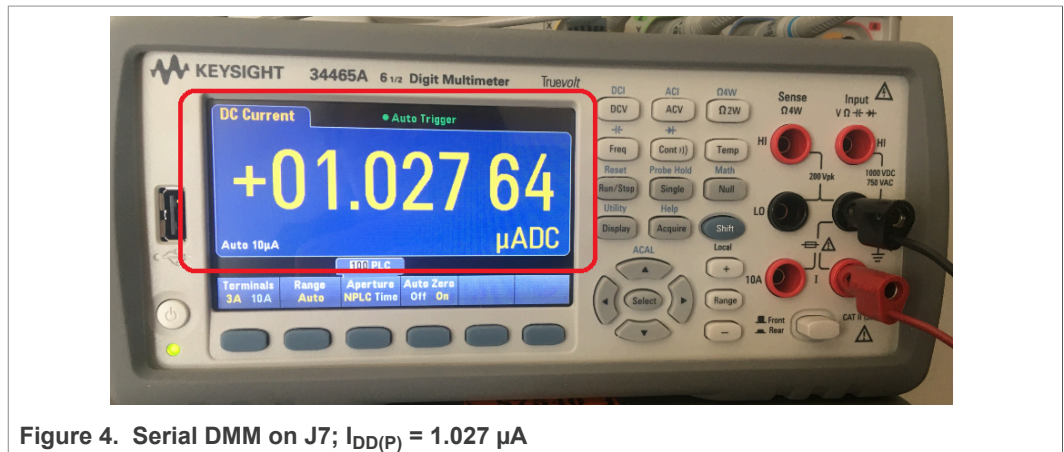 KEYSIGHT 34465A 6 1/2 Digit Multimeter Truevolt
DC Current
Auto Trigger
+01.027 64
Auto 10µA
µADC
100 PLC
Terminals Range Aperture Auto Zero
3A 10A Auto NPLC Time Off On
DCI ACI Ω4W
DCV ACV Ω2W
Freq Cont Temp
Reset Probe Hold Math
Run/Stop Single Null
Utility Help
Display Acquire Shift
Local
ACAL
Select
+
Range
−
Sense
Ω4W
Input
V Ω
HI HI
200 Vpk
1000 VDC
750 VAC
LO
10A I
Front
Rear
CAT II
Figure 4. Serial DMM on J7; IDD(P) = 1.027 µA